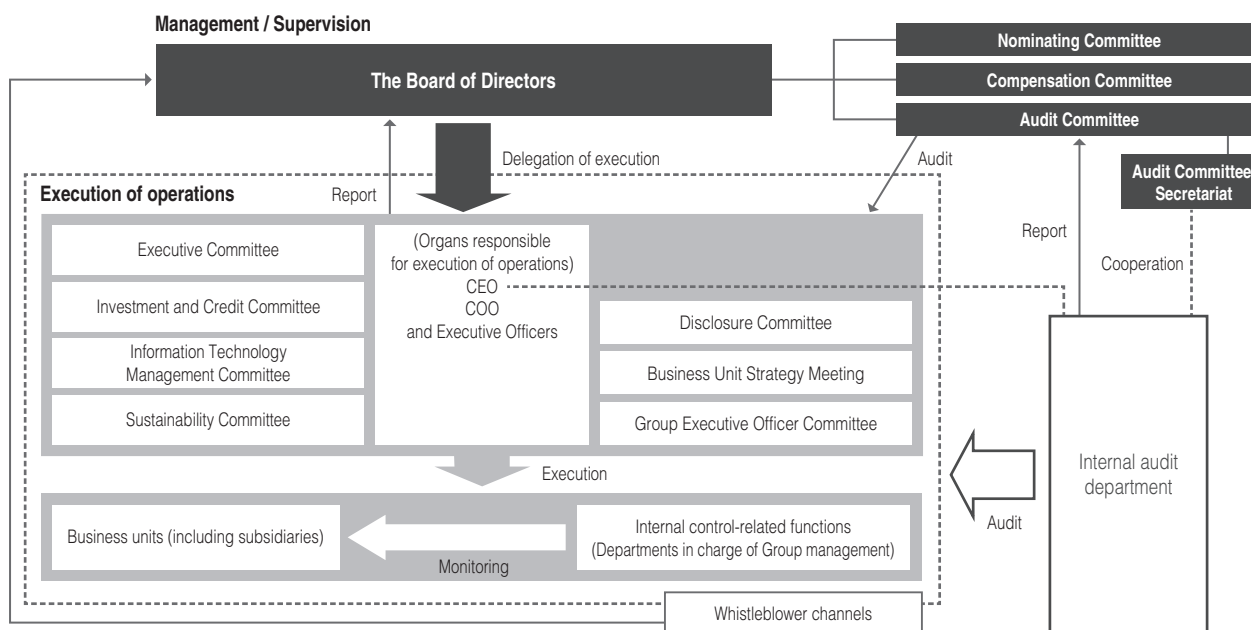 Management / Supervision
The Board of Directors
Nominating Committee
Compensation Committee
Audit Committee
Delegation of execution
Audit
Audit Committee
Secretariat
Execution of operations
Report
Report
Cooperation
Executive Committee
Investment and Credit Committee
Information Technology
Management Committee
Sustainability Committee
(Organs responsible
for execution of operations)
CEO
COO
and Executive Officers
Disclosure Committee
Business Unit Strategy Meeting
Group Executive Officer Committee
Execution
Internal audit
department
Audit
Business units (including subsidiaries)
Monitoring
Internal control-related functions
(Departments in charge of Group management)
Whistleblower channels